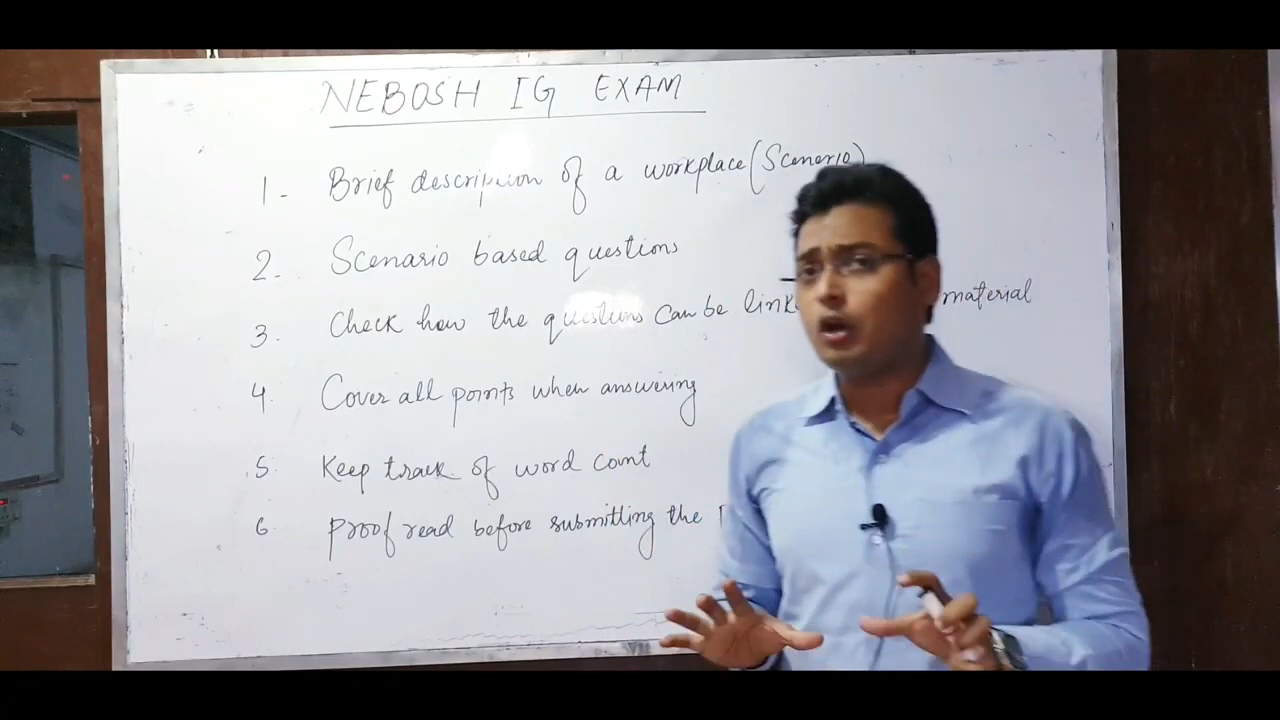 NEBOSH IG EXAM
1- Brief description of a workplace (Scenerio)
2- Scenario based questions
3. Check how the questions can be link material
4. Cover all points when answering
5. Keep track of word count
6 Proof read before submitting the